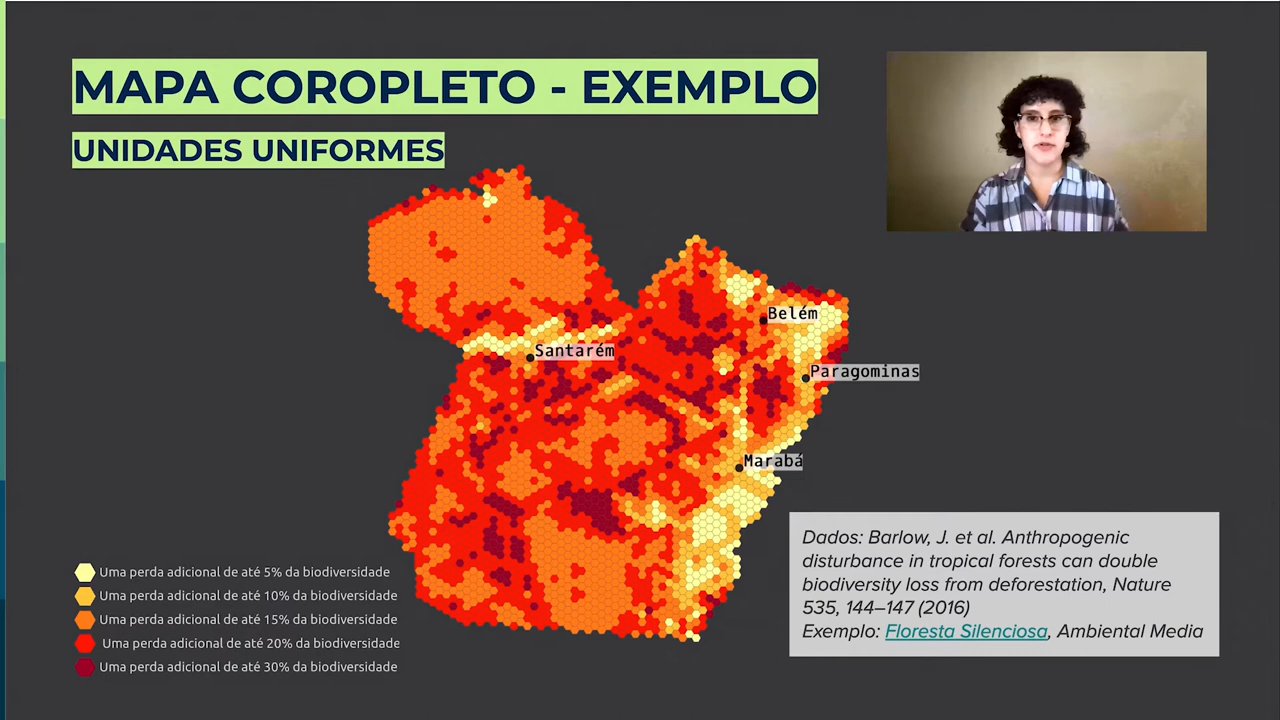 MAPA COROPLETO - EXEMPLO
UNIDADES UNIFORMES
Belém
Santarém
Paragominas
Marabá
Uma perda adicional de até 5% da biodiversidade
Uma perda adicional de até 10% da biodiversidade
Uma perda adicional de até 15% da biodiversidade
Uma perda adicional de até 20% da biodiversidade
Uma perda adicional de até 30% da biodiversidade
Dados: Barlow, J. et al. Anthropogenic
disturbance in tropical forests can double
biodiversity loss from deforestation, Nature
535, 144–147 (2016)
Exemplo: Floresta Silenciosa, Ambiental Media